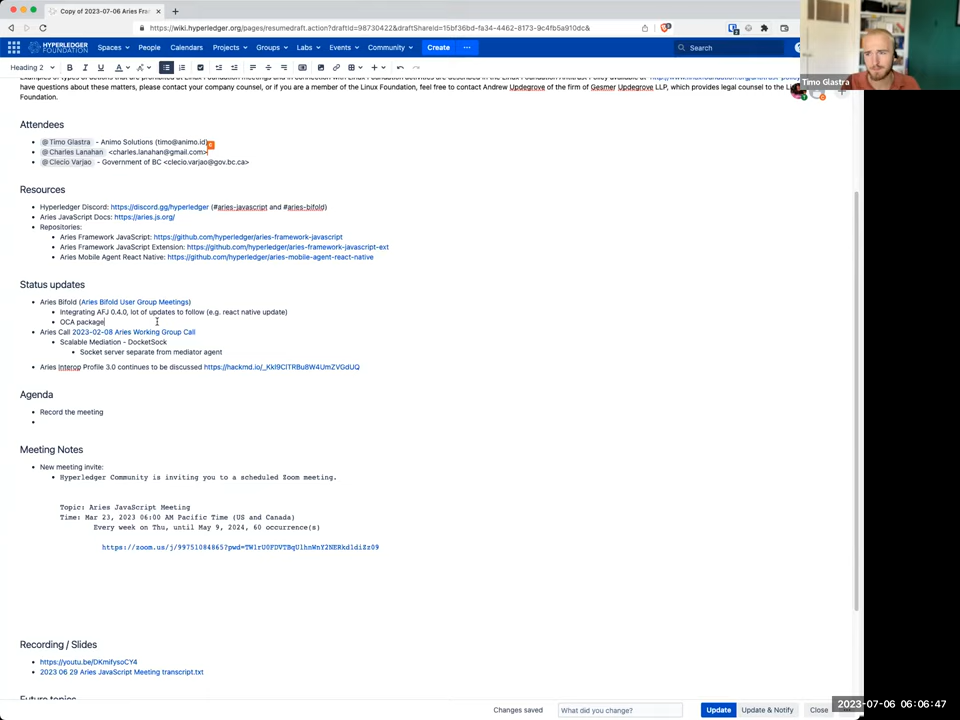 Copy of 2023-07-06 Aries Fra
https://wiki.hyperledger.org/pages/resumedraft.action?draftId=98730422&draftShareId=15bf36bd-fa34-4462-8173-9c4fd5a910dc&
HYPERLEDGER FOUNDATION Spaces People Calendars Projects Groups Labs Events Community Create Search
Heading 2
Timo Glastra
have questions about these matters, please contact your company counsel, or if you are a member of the Linux Foundation, feel free to contact Andrew Updegrove of the firm of Gesmer Updegrove LLP, which provides legal counsel to the L
Foundation.
Attendees
@Timo Glastra - Animo Solutions (timo@animo.id)
@Charles Lanahan <charles.lanahan@gmail.com>
@Clecio Varjao - Government of BC <clecio.varjao@gov.bc.ca>
Resources
Hyperledger Discord: https://discord.gg/hyperledger (#aries-javascript and #aries-bifold)
Aries JavaScript Docs: https://aries.js.org/
Repositories:
Aries Framework JavaScript: https://github.com/hyperledger/aries-framework-javascript
Aries Framework JavaScript Extension: https://github.com/hyperledger/aries-framework-javascript-ext
Aries Mobile Agent React Native: https://github.com/hyperledger/aries-mobile-agent-react-native
Status updates
Aries Bifold (Aries Bifold User Group Meetings)
Integrating AFJ 0.4.0, lot of updates to follow (e.g. react native update)
OCA package
Aries Call 2023-02-08 Aries Working Group Call
Scalable Mediation - DocketSock
Socket server separate from mediator agent
Aries Interop Profile 3.0 continues to be discussed https://hackmd.io/_KkI9CITRBu8W4UmZVGdUQ
Agenda
Record the meeting
Meeting Notes
New meeting invite:
Hyperledger Community is inviting you to a scheduled Zoom meeting.
Topic: Aries JavaScript Meeting
Time: Mar 23, 2023 06:00 AM Pacific Time (US and Canada)
Every week on Thu, until May 9, 2024, 60 occurrence(s)
https://zoom.us/j/99751084865?pwd=TW1rU0FDVTBqU1hnWnY2NERkd1diZz09
Recording / Slides
https://youtu.be/DKmifysoCY4
2023 06 29 Aries JavaScript Meeting transcript.txt
Future topics
Changes saved What did you change? Update Update & Notify Close
2023-07-06 06:06:47